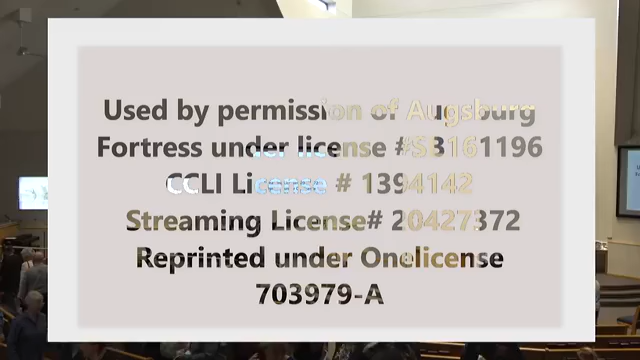 Used by permission of Augsburg
Fortress under license #SB161196
CCLI License # 1394142
Streaming License# 20427372
Reprinted under Onelicense
703979-A